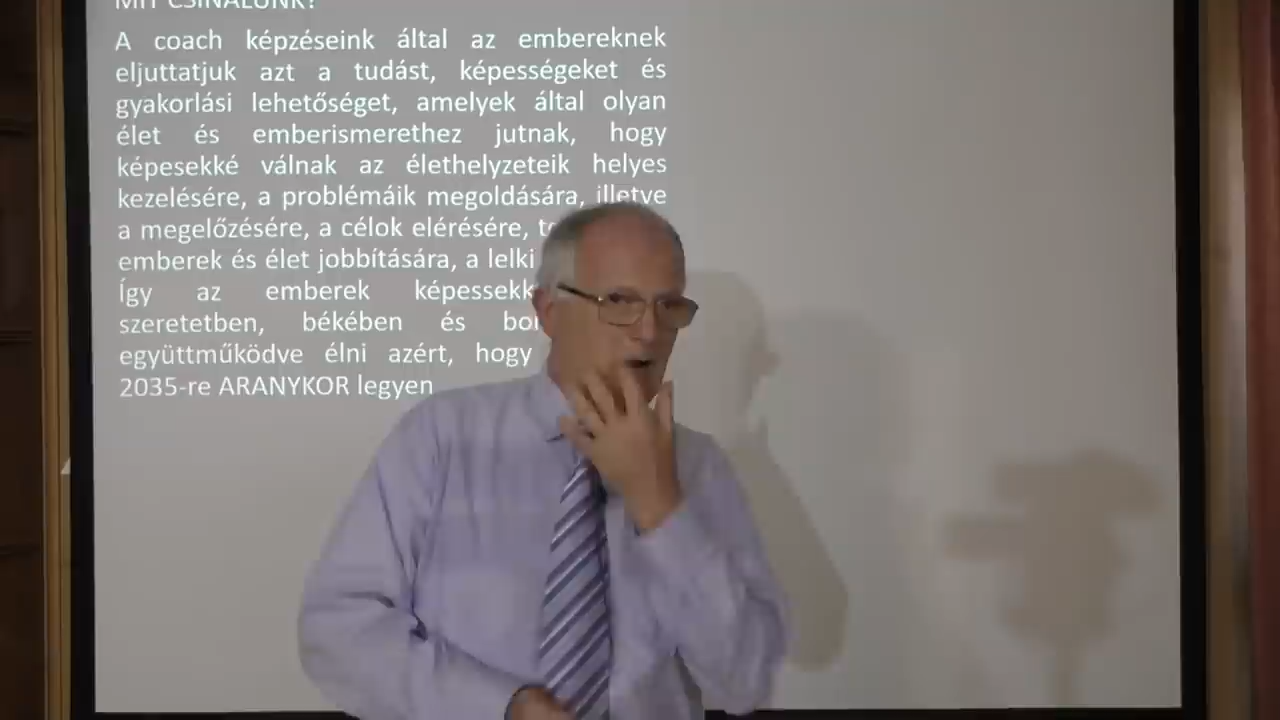 MIT CSINÁLUNK?
A coach képzéseink által az embereknek
eljuttatjuk azt a tudást, képességeket és
gyakorlási lehetőséget, amelyek által olyan
élet és emberismerethez jutnak, hogy
képesekké válnak az élethelyzeteik helyes
kezelésére, a problémáik megoldására, illetve
a megelőzésére, a célok elérésére,
emberek és élet jobbítására, a lelki
Így az emberek
szeretetben, békében és
együttműködve élni azért, hogy
2035-re ARANYKOR legyen